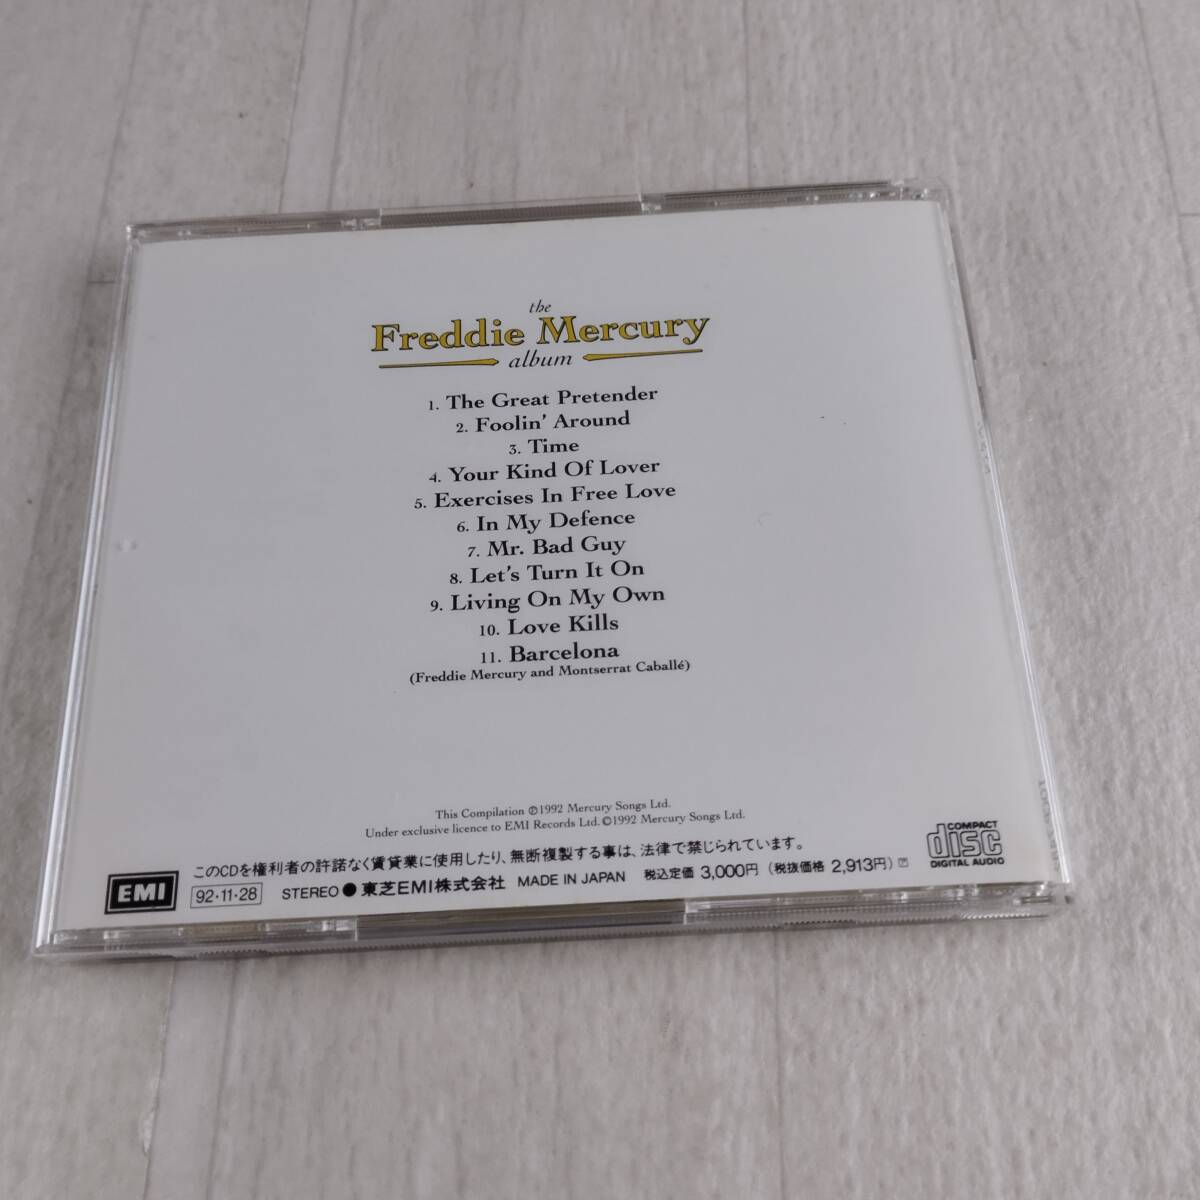 the
Freddie Mercury
album
1. The Great Pretender
2. Foolin' Around
3. Time
4. Your Kind Of Lover
5. Exercises In Free Love
6. In My Defence
7. Mr. Bad Guy
8. Let's Turn It On
9. Living On My Own
10. Love Kills
11. Barcelona
(Freddie Mercury and Montserrat Caballé)
This Compilation ℗1992 Mercury Songs Ltd.
Under exclusive licence to EMI Records Ltd. ©1992 Mercury Songs Ltd.
このCDを権利者の許諾なく賃貸業に使用したり、無断複製する事は、法律で禁じられています。
EMI 92・11・28 STEREO ● 東芝EMI株式会社 MADE IN JAPAN 税込定価 3,000円 (税抜価格 2,913円)
COMPACT
disc
DIGITAL AUDIO